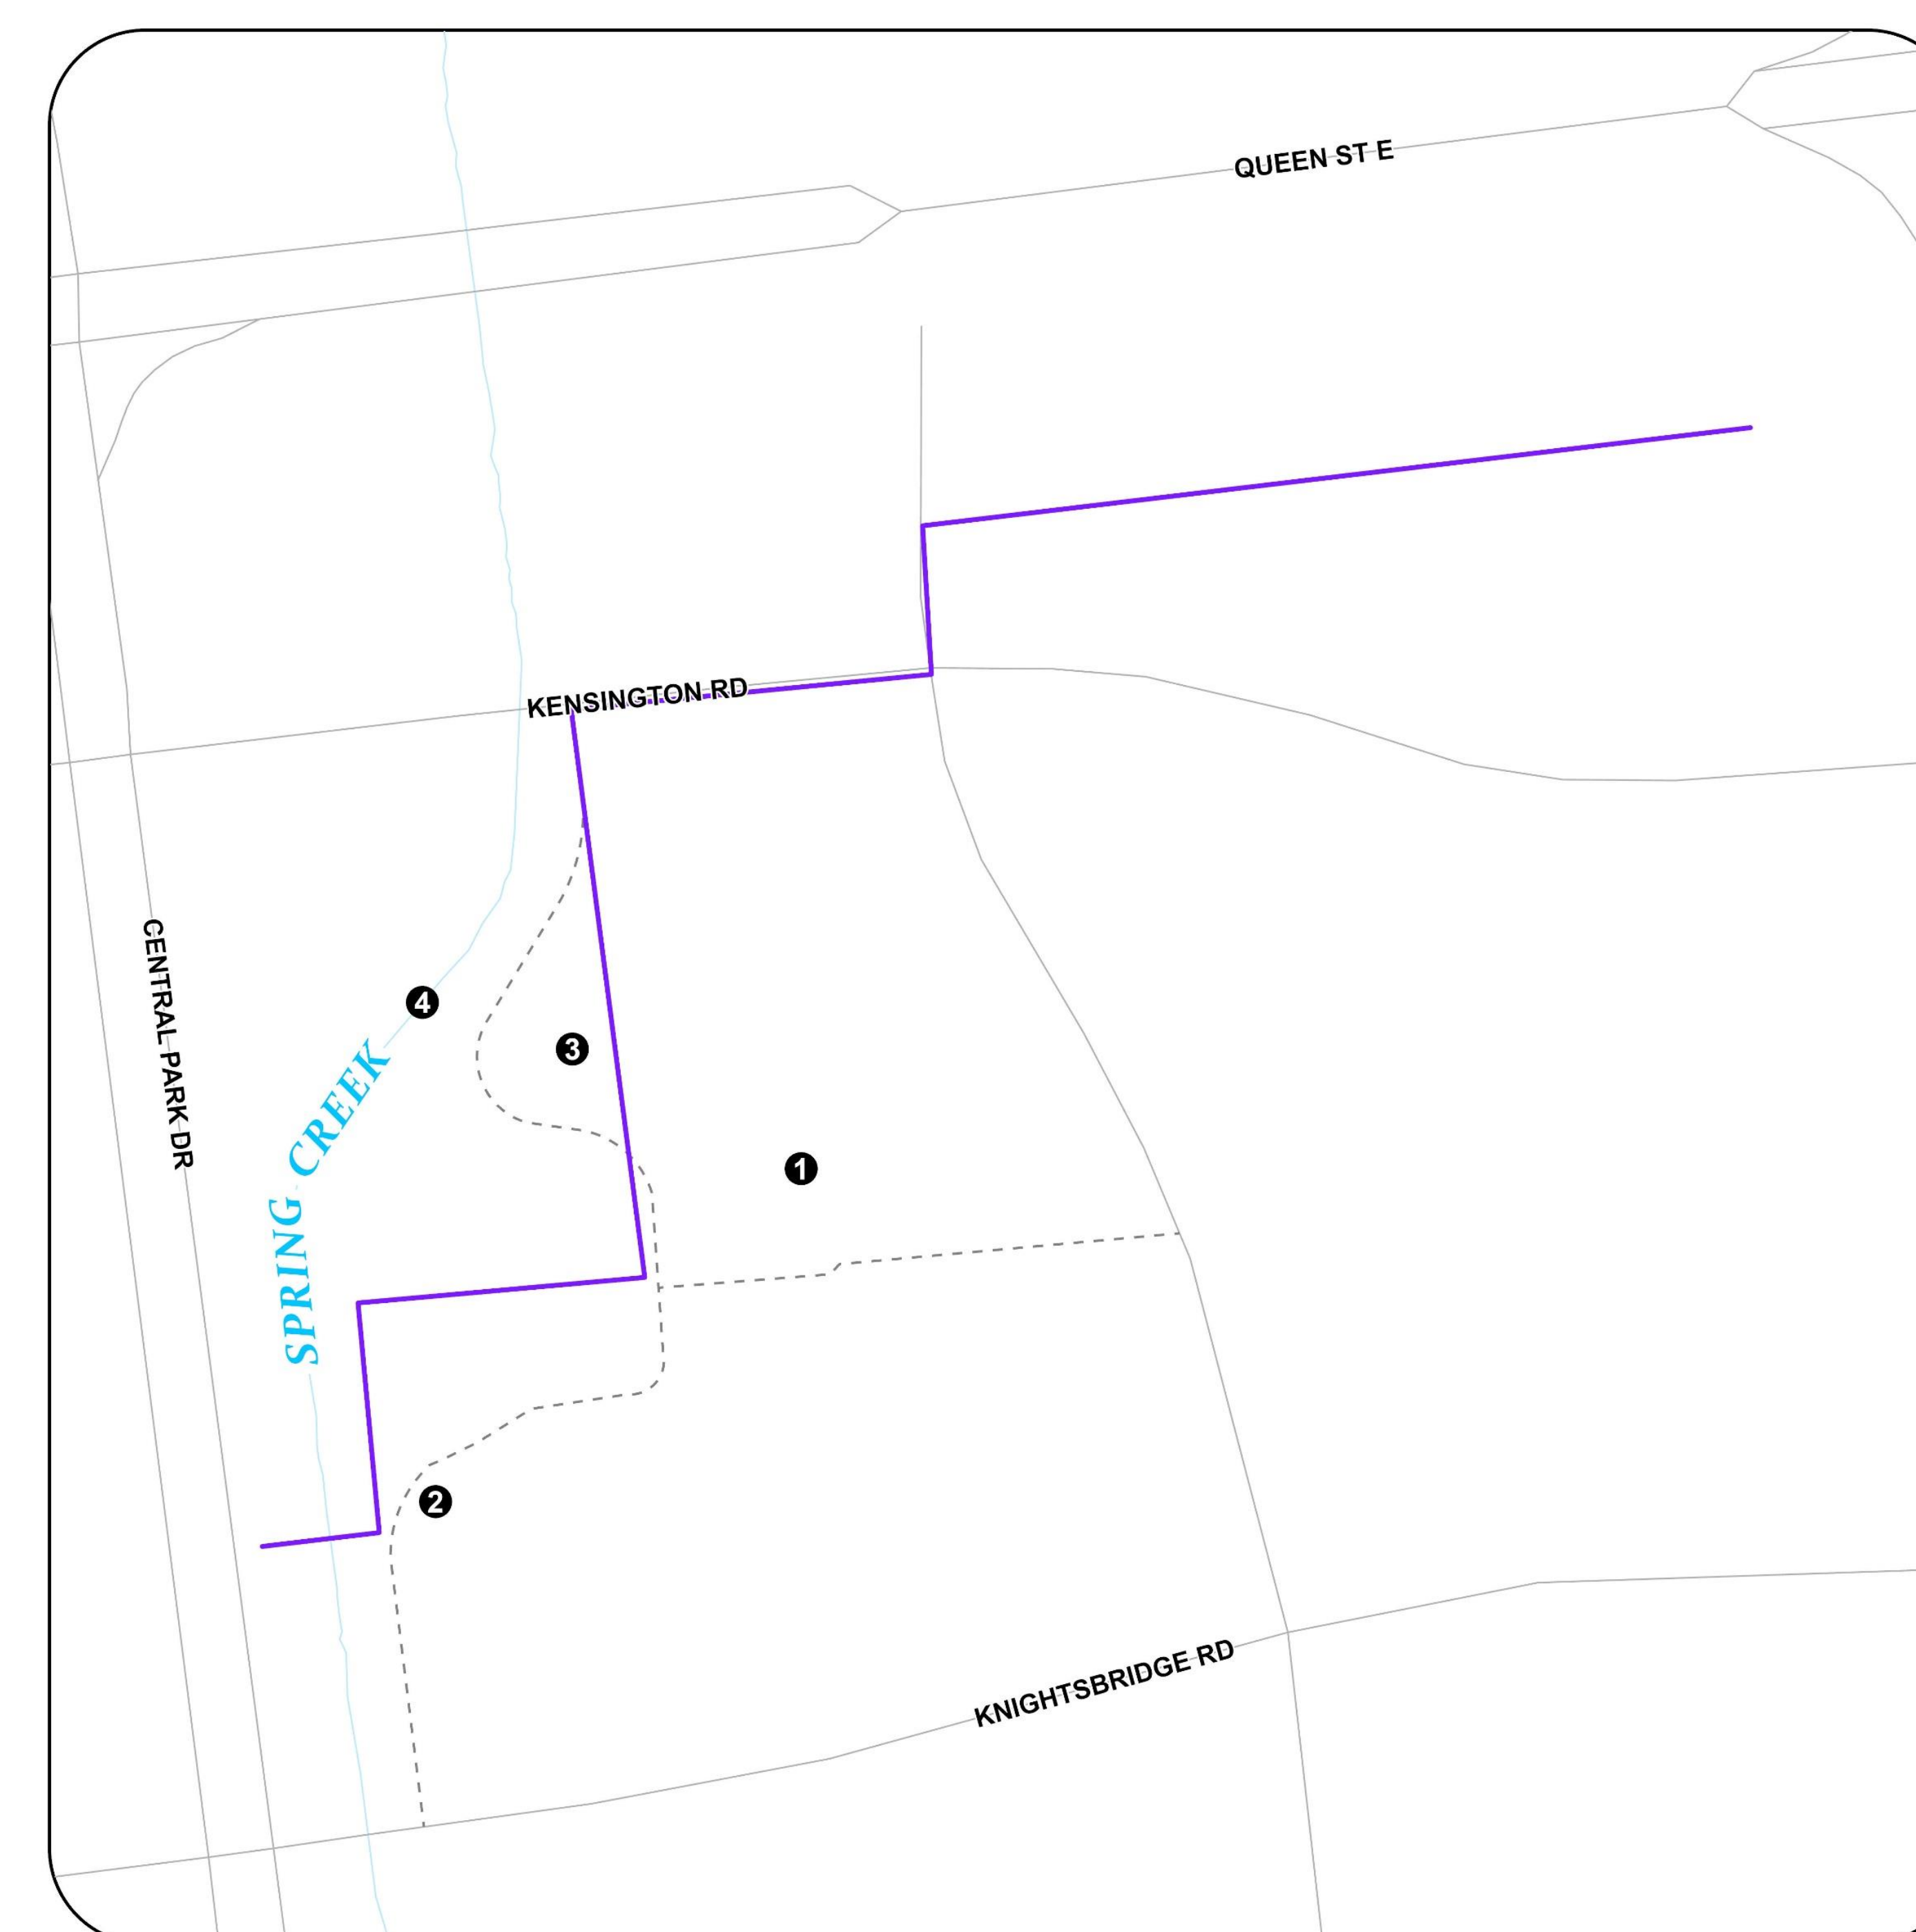 QUEEN ST E
KENSINGTON RD
CENTRAL PARK DR
4
3
SPRING CREEK
1
2
KNIGHTSBRIDGE RD